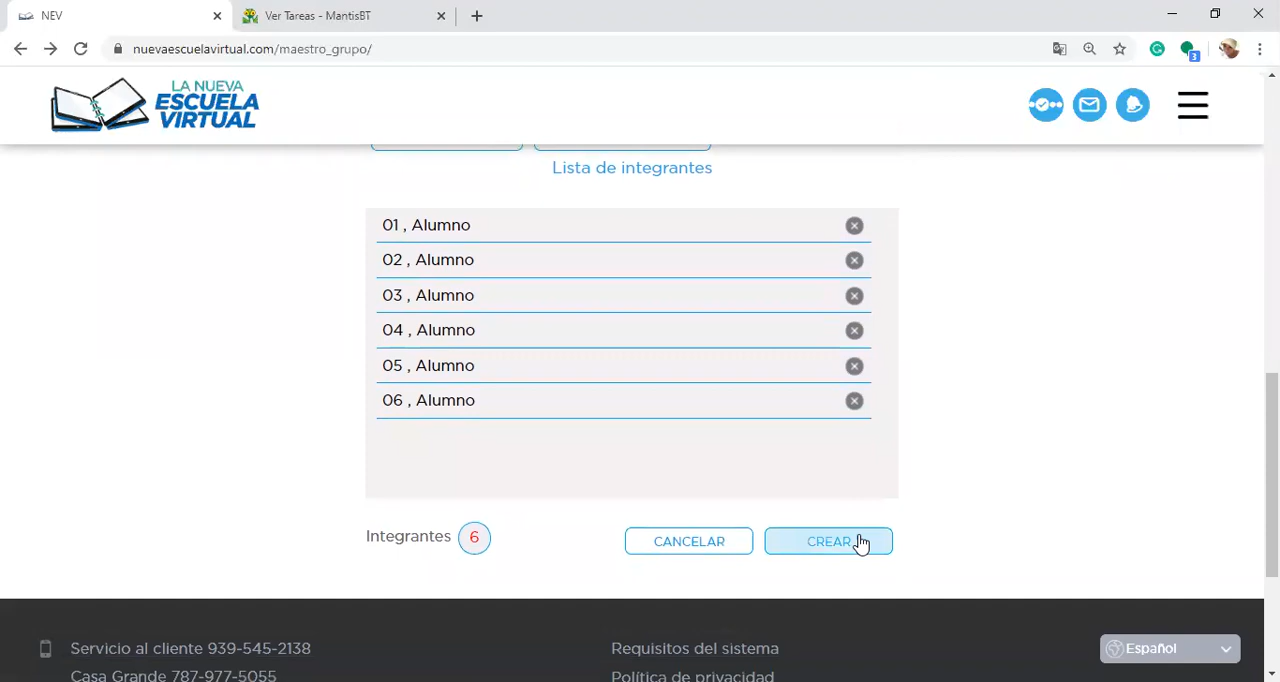 NEV
Ver Tareas - MantisBT
nuevaescuelavirtual.com/maestro_grupo/
3
LA NUEVA
ESCUELA
VIRTUAL
Lista de integrantes
01 , Alumno
02 , Alumno
03 , Alumno
04 , Alumno
05 , Alumno
06 , Alumno
Integrantes 6
CANCELAR
CREAR
Servicio al cliente 939-545-2138
Casa Grande 787-977-5055
Requisitos del sistema
Política de privacidad
Español